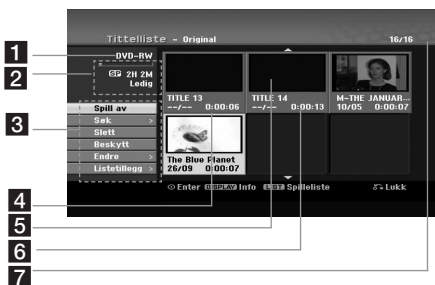 Tittelliste – Original 16/16
1 DVD-RW
2 SP 2H 2M
Ledig
3
Spill av
Søk >
Slett
Beskytt
Endre >
Listetillegg >
TITLE 13
--/-- 0:00:06
TITLE 14
--/-- 0:00:13
M-THE JANUAR...
10/05 0:00:07
The Blue Planet
26/09 0:00:07
Enter DISPLAY Info LIST Spilleliste Lukk
4
5
6
7